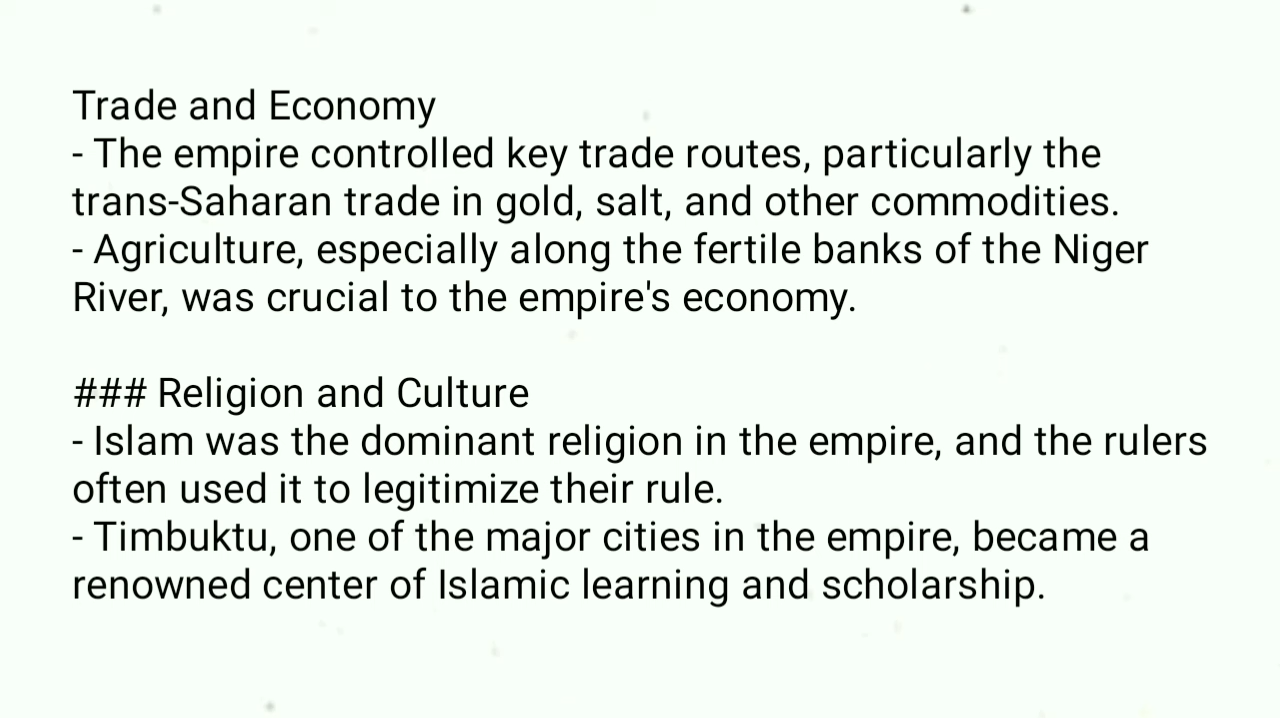 Trade and Economy
- The empire controlled key trade routes, particularly the
trans-Saharan trade in gold, salt, and other commodities.
- Agriculture, especially along the fertile banks of the Niger
River, was crucial to the empire's economy.
### Religion and Culture
- Islam was the dominant religion in the empire, and the rulers
often used it to legitimize their rule.
- Timbuktu, one of the major cities in the empire, became a
renowned center of Islamic learning and scholarship.